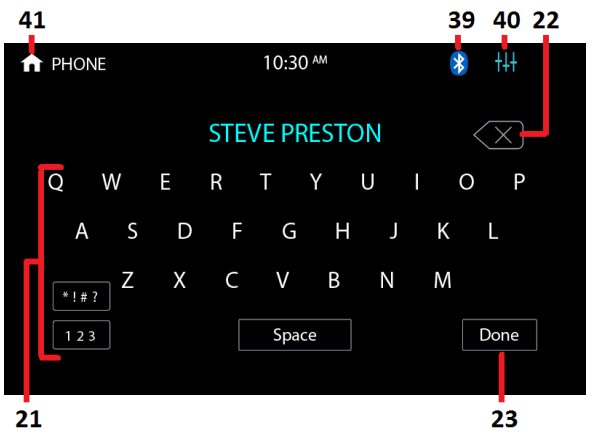 41 39 40 22
PHONE 10:30 AM
STEVE PRESTON
Q W E R T Y U I O P
A S D F G H J K L
Z X C V B N M
* ! # ?
1 2 3 Space Done
21 23